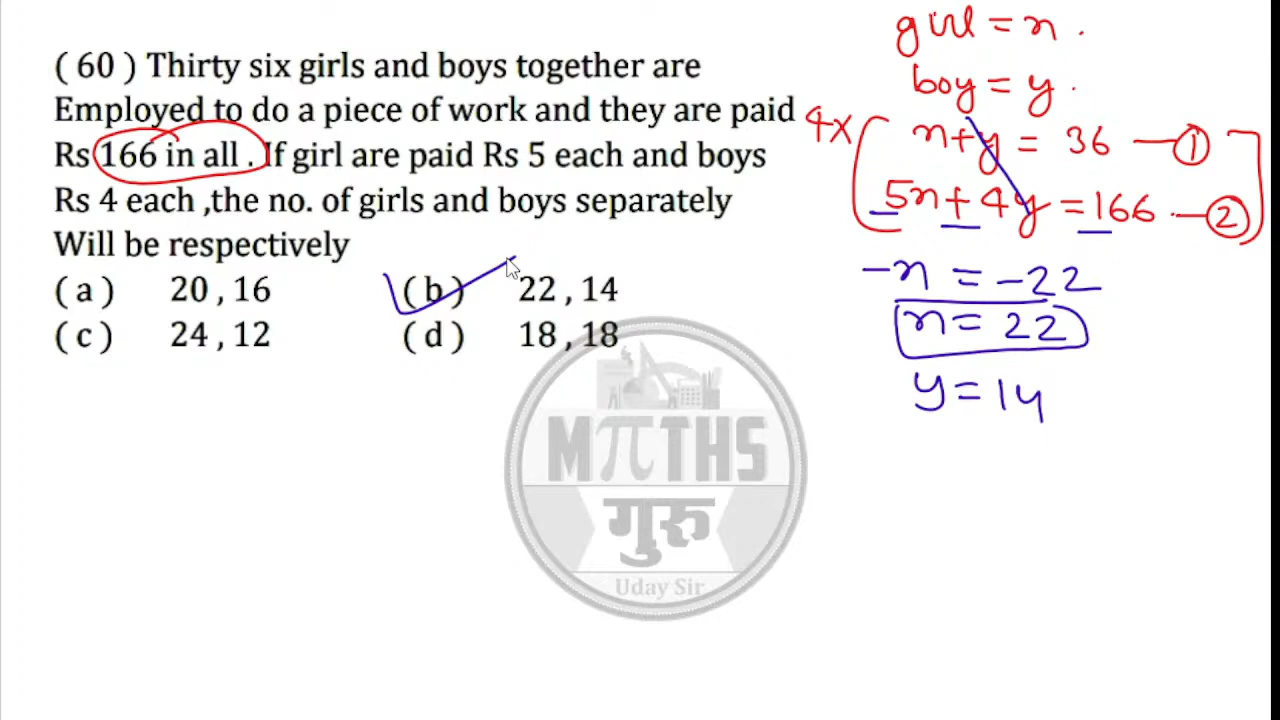 ( 60 ) Thirty six girls and boys together are
Employed to do a piece of work and they are paid
Rs 166 in all . If girl are paid Rs 5 each and boys
Rs 4 each ,the no. of girls and boys separately
Will be respectively
( a ) 20 , 16 ( b ) 22 , 14
( c ) 24 , 12 ( d ) 18 , 18
girl = n .
boy = y .
4x
n + y = 36 — ①
5n + 4y = 166 — ②
-n = -22
n = 22
y = 14
MπTHS
गुरु
Uday Sir